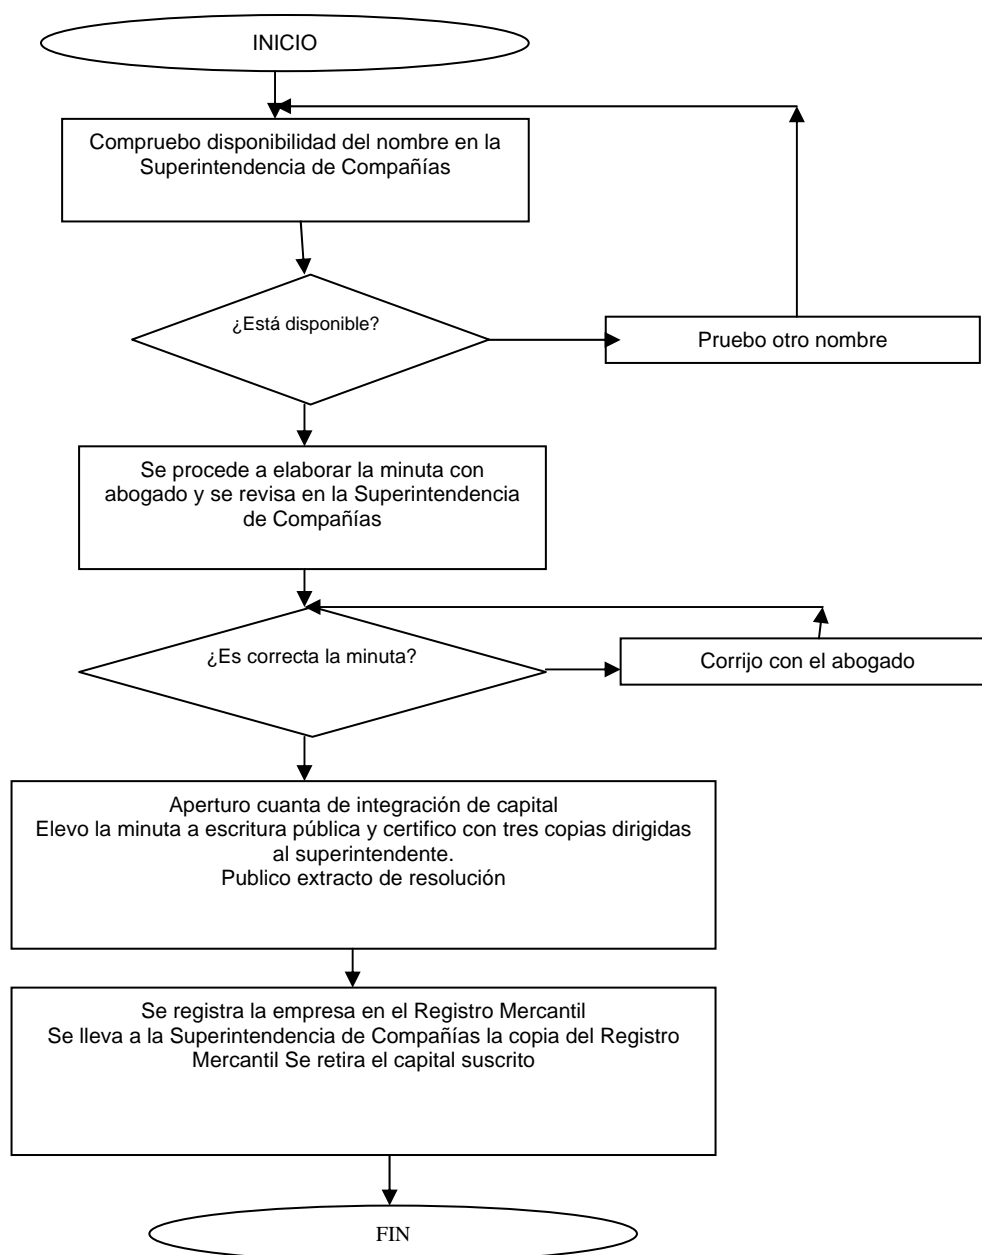 INICIO
Compruebo disponibilidad del nombre en la
Superintendencia de Compañías
¿Está disponible?
Pruebo otro nombre
Se procede a elaborar la minuta con
abogado y se revisa en la Superintendencia
de Compañías
¿Es correcta la minuta?
Corrijo con el abogado
Aperturo cuanta de integración de capital
Elevo la minuta a escritura pública y certifico con tres copias dirigidas
al superintendente.
Publico extracto de resolución
Se registra la empresa en el Registro Mercantil
Se lleva a la Superintendencia de Compañías la copia del Registro
Mercantil Se retira el capital suscrito
FIN